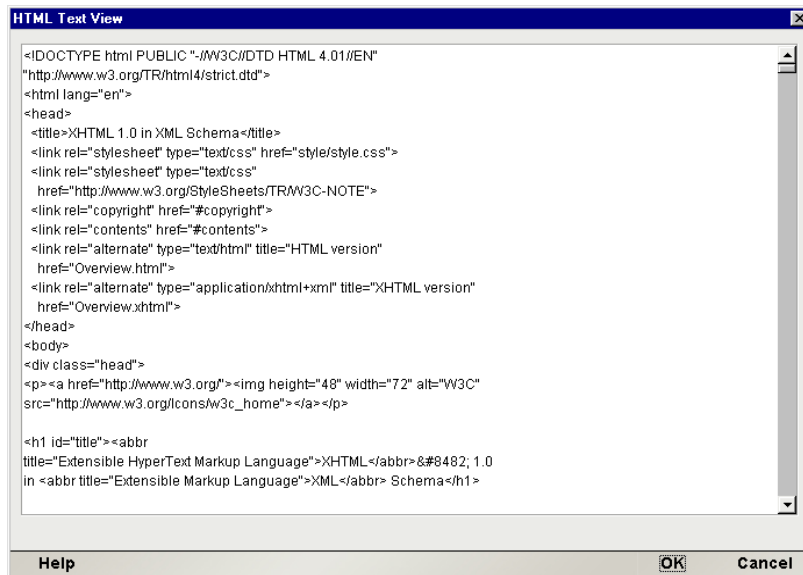 HTML Text View
<!DOCTYPE html PUBLIC "-//W3C//DTD HTML 4.01//EN"
"http://www.w3.org/TR/html4/strict.dtd">
<html lang="en">
<head>
<title>XHTML 1.0 in XML Schema</title>
<link rel="stylesheet" type="text/css" href="style/style.css">
<link rel="stylesheet" type="text/css"
href="http://www.w3.org/StyleSheets/TR/W3C-NOTE">
<link rel="copyright" href="#copyright">
<link rel="contents" href="#contents">
<link rel="alternate" type="text/html" title="HTML version"
href="Overview.html">
<link rel="alternate" type="application/xhtml+xml" title="XHTML version"
href="Overview.xhtml">
</head>
<body>
<div class="head">
<p><a href="http://www.w3.org/"><img height="48" width="72" alt="W3C"
src="http://www.w3.org/Icons/w3c_home"></a></p>
<h1 id="title"><abbr
title="Extensible HyperText Markup Language">XHTML</abbr>&#8482; 1.0
in <abbr title="Extensible Markup Language">XML</abbr> Schema</h1>
Help OK Cancel